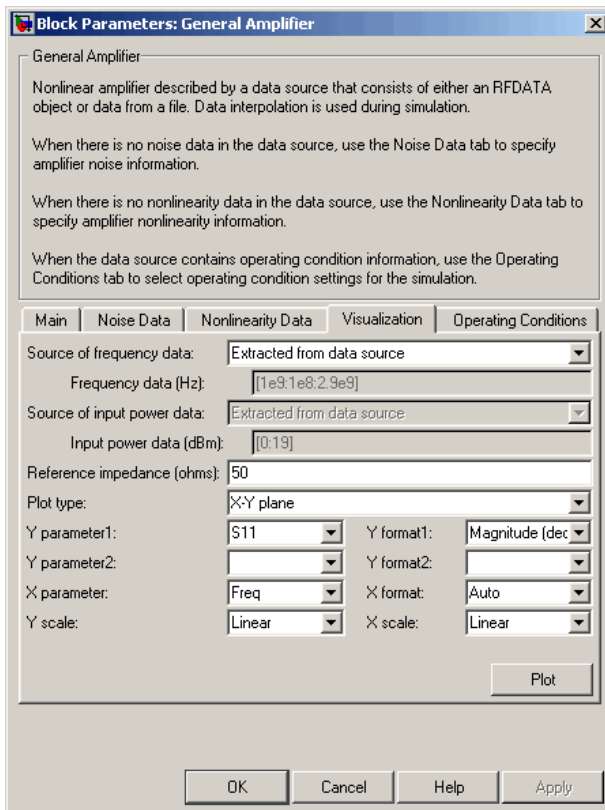 Block Parameters: General Amplifier
General Amplifier
Nonlinear amplifier described by a data source that consists of either an RFDATA
object or data from a file. Data interpolation is used during simulation.
When there is no noise data in the data source, use the Noise Data tab to specify
amplifier noise information.
When there is no nonlinearity data in the data source, use the Nonlinearity Data tab to
specify amplifier nonlinearity information.
When the data source contains operating condition information, use the Operating
Conditions tab to select operating condition settings for the simulation.
Main Noise Data Nonlinearity Data Visualization Operating Conditions
Source of frequency data: Extracted from data source
Frequency data (Hz): [1e9:1e8:2.9e9]
Source of input power data: Extracted from data source
Input power data (dBm): [0:19]
Reference impedance (ohms): 50
Plot type: X-Y plane
Y parameter1: S11 Y format1: Magnitude (dec
Y parameter2: Y format2:
X parameter: Freq X format: Auto
Y scale: Linear X scale: Linear
Plot
OK Cancel Help Apply